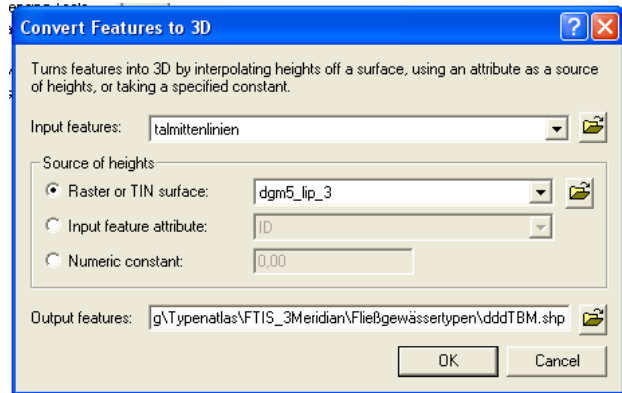 Convert Features to 3D
Turns features into 3D by interpolating heights off a surface, using an attribute as a source
of heights, or taking a specified constant.
Input features: talmittenlinien
Source of heights
Raster or TIN surface: dgm5_lip_3
Input feature attribute: ID
Numeric constant: 0,00
Output features: g\Typenatlas\FTIS_3Meridian\Fließgewässertypen\dddTBM.shp
OK Cancel